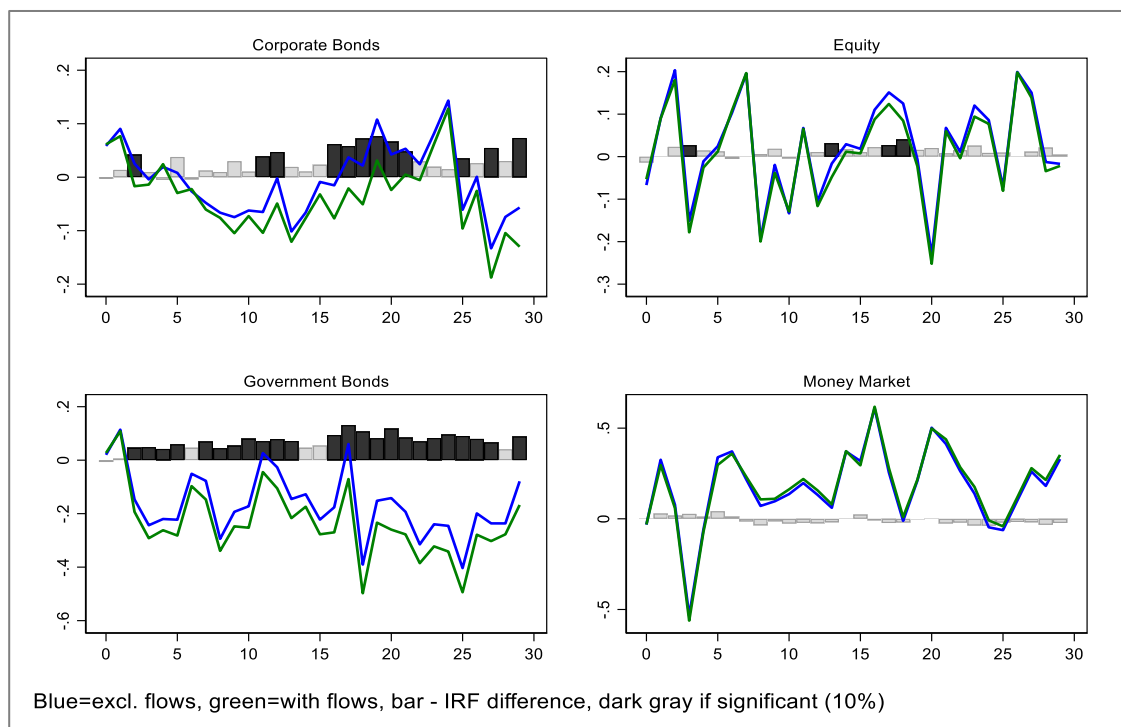 Corporate Bonds
.2
.1
0
-.1
-.2
0 5 10 15 20 25 30
Equity
.2
.1
0
-.1
-.2
-.3
0 5 10 15 20 25 30
Government Bonds
.2
0
-.2
-.4
-.6
0 5 10 15 20 25 30
Money Market
.5
0
-.5
0 5 10 15 20 25 30
Blue=excl. flows, green=with flows, bar - IRF difference, dark gray if significant (10%)